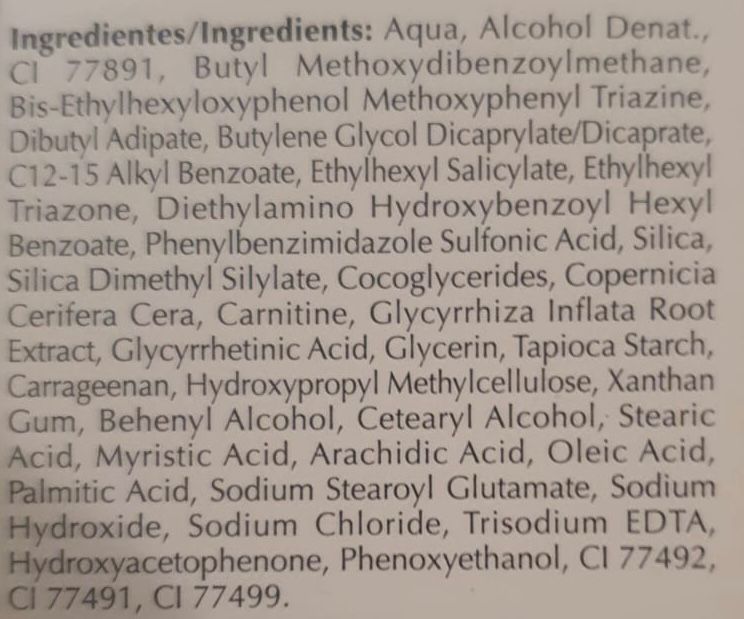 Ingredientes/Ingredients: Aqua, Alcohol Denat.,
CI 77891, Butyl Methoxydibenzoylmethane,
Bis-Ethylhexyloxyphenol Methoxyphenyl Triazine,
Dibutyl Adipate, Butylene Glycol Dicaprylate/Dicaprate,
C12-15 Alkyl Benzoate, Ethylhexyl Salicylate, Ethylhexyl
Triazone, Diethylamino Hydroxybenzoyl Hexyl
Benzoate, Phenylbenzimidazole Sulfonic Acid, Silica,
Silica Dimethyl Silylate, Cocoglycerides, Copernicia
Cerifera Cera, Carnitine, Glycyrrhiza Inflata Root
Extract, Glycyrrhetinic Acid, Glycerin, Tapioca Starch,
Carrageenan, Hydroxypropyl Methylcellulose, Xanthan
Gum, Behenyl Alcohol, Cetearyl Alcohol, Stearic
Acid, Myristic Acid, Arachidic Acid, Oleic Acid,
Palmitic Acid, Sodium Stearoyl Glutamate, Sodium
Hydroxide, Sodium Chloride, Trisodium EDTA,
Hydroxyacetophenone, Phenoxyethanol, CI 77492,
CI 77491, CI 77499.